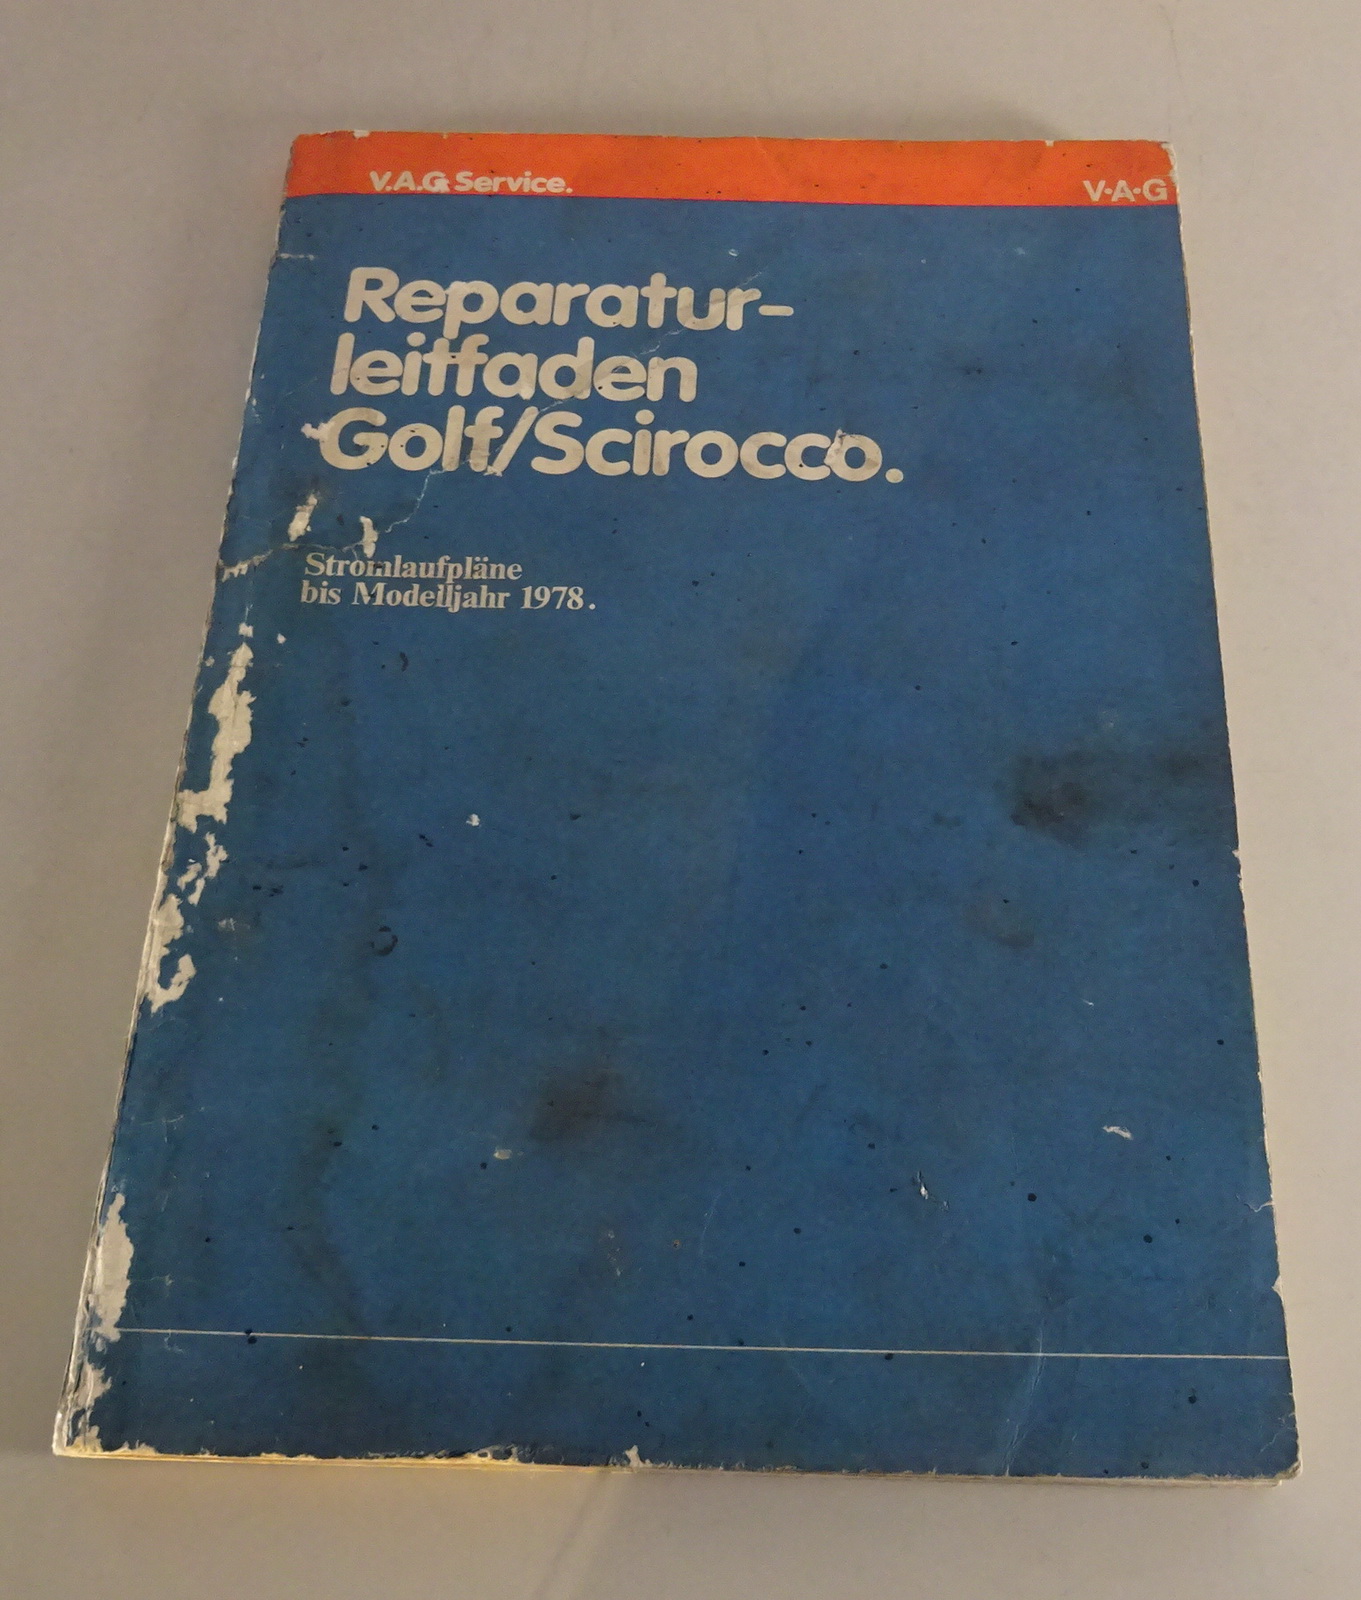 V.A.G Service.
V·A·G
Reparatur-
leitfaden
Golf/Scirocco.
Stromlaufpläne
bis Modelljahr 1978.